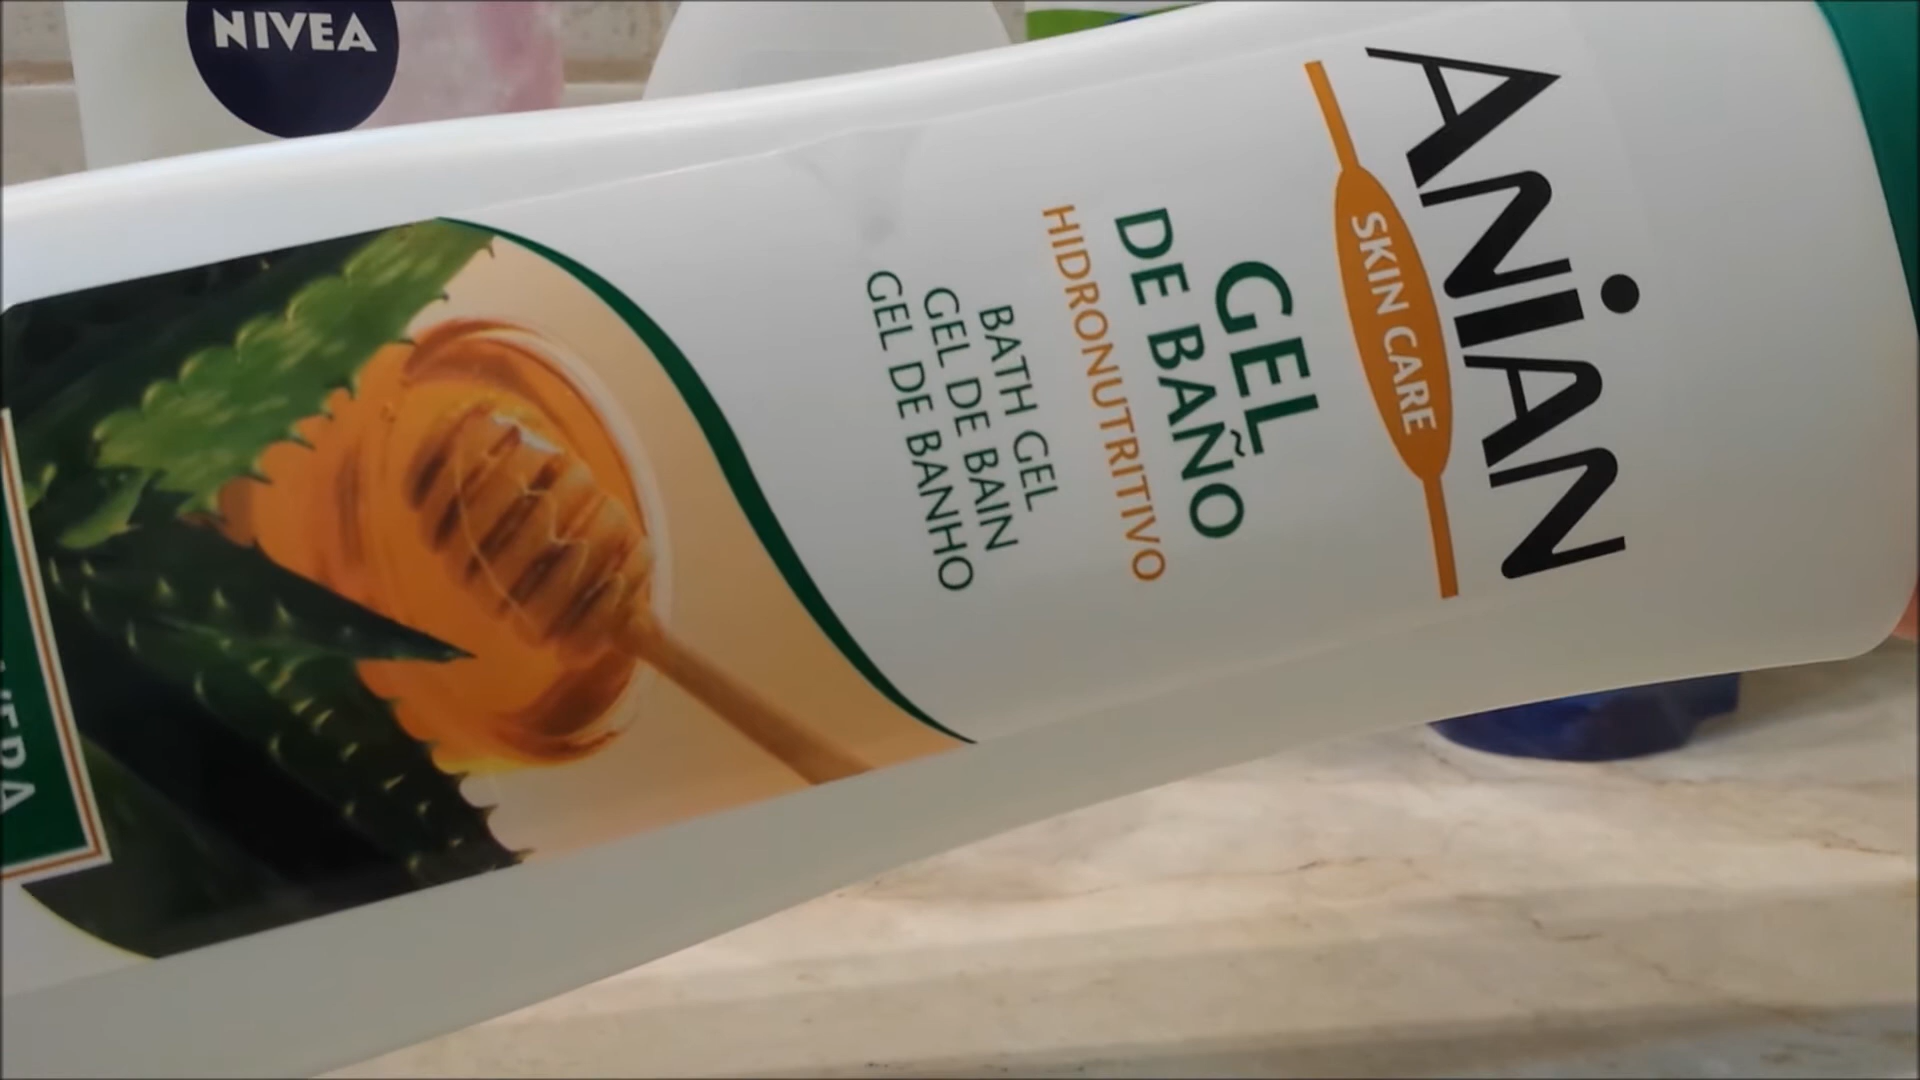 NIVEA
ANiAN
SKIN CARE
GEL
DE BAÑO
HIDRONUTRITIVO
BATH GEL
GEL DE BAIN
GEL DE BANHO